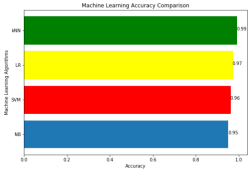 Machine Learning Accuracy Comparison
Machine Learning Algorithms
kNN
0.99
LR
0.97
SVM
0.96
NB
0.95
0.0 0.2 0.4 0.6 0.8 1.0
Accuracy